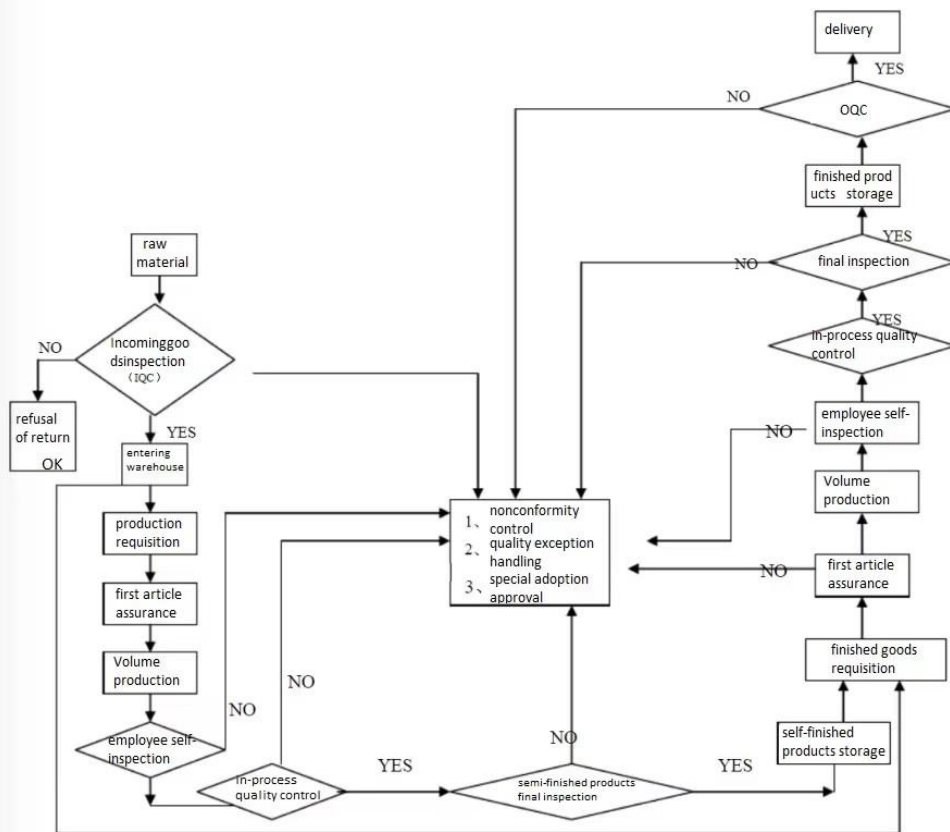 delivery
YES
NO
OQC
finished prod
ucts storage
YES
NO
final inspection
YES
in-process quality
control
employee self-
inspection
NO
Volume
production
first article
assurance
NO
finished goods
requisition
self-finished
products storage
raw
material
Incominggoo
dsinspection
（IQC）
NO
refusal
of return
OK
YES
entering
warehouse
production
requisition
first article
assurance
Volume
production
employee self-
inspection
NO
in-process
quality control
NO
YES
semi-finished products
final inspection
NO
YES
1、 nonconformity
control
2、 quality exception
handling
3、 special adoption
approval